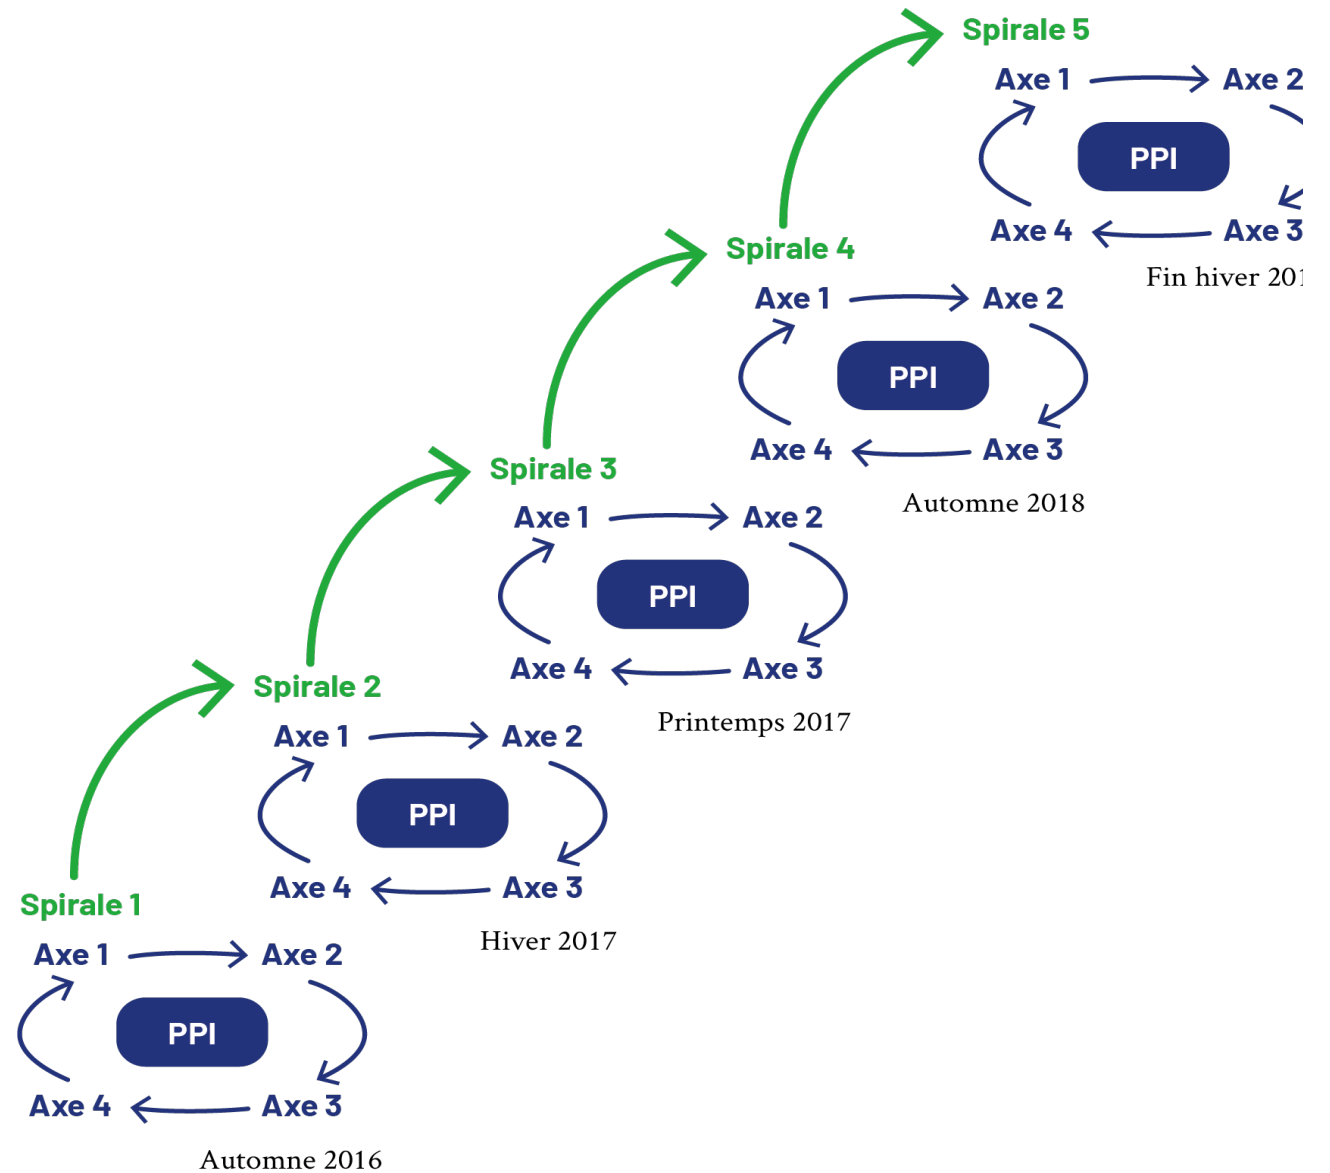 Spirale 5
Axe 1 Axe 2
PPI
Axe 4 Axe 3
Fin hiver
Spirale 4
Axe 1 Axe 2
PPI
Axe 4 Axe 3
Automne 2018
Spirale 3
Axe 1 Axe 2
PPI
Axe 4 Axe 3
Printemps 2017
Spirale 2
Axe 1 Axe 2
PPI
Axe 4 Axe 3
Hiver 2017
Spirale 1
Axe 1 Axe 2
PPI
Axe 4 Axe 3
Automne 2016